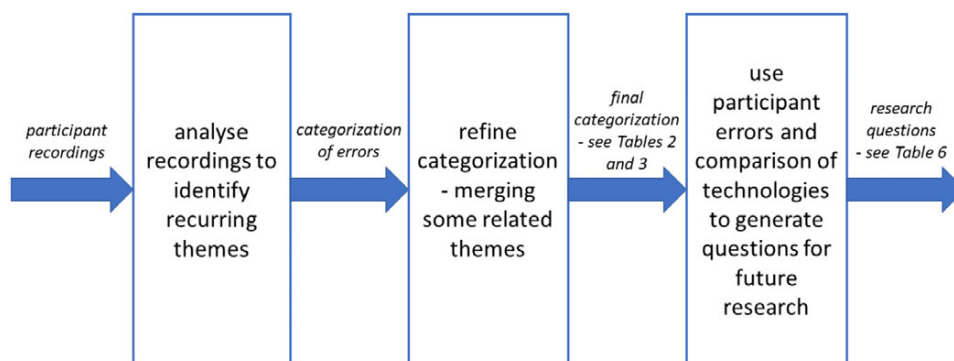 participant
recordings
analyse
recordings to
identify
recurring
themes
categorization
of errors
refine
categorization
- merging
some related
themes
final
categorization
- see Tables 2
and 3
use
participant
errors and
comparison of
technologies
to generate
questions for
future
research
research
questions
- see Table 6